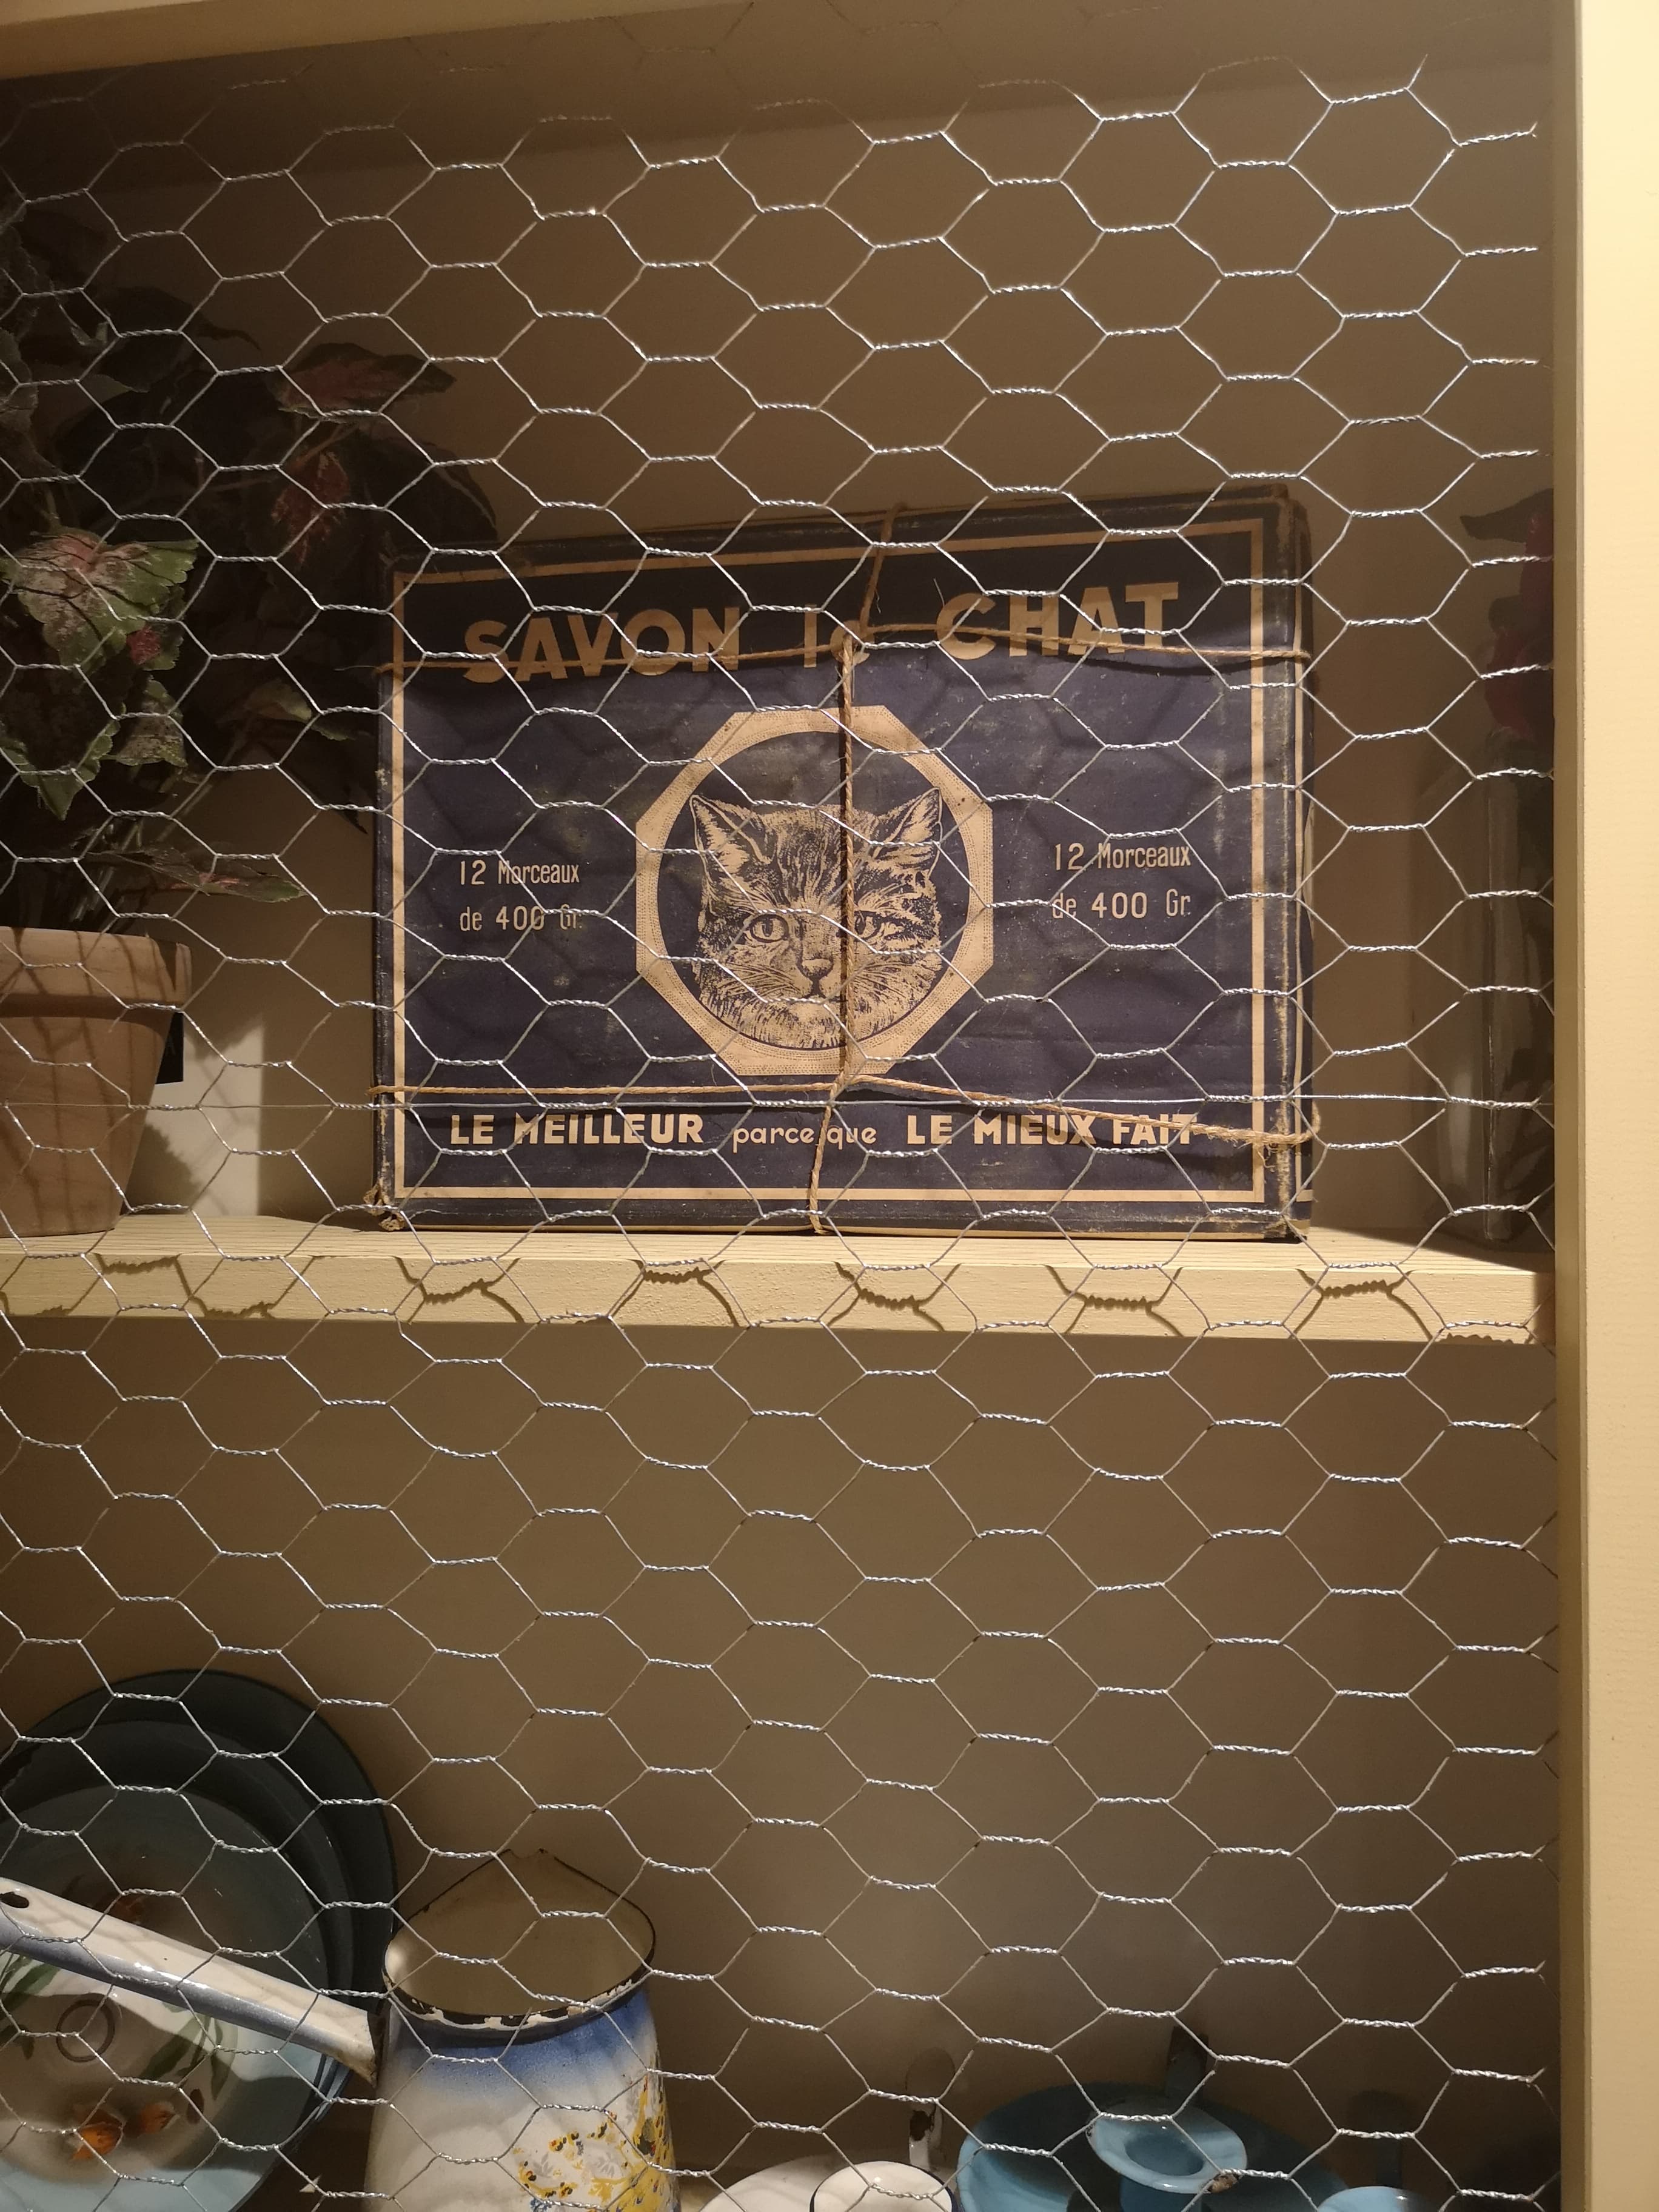 SAVON le CHAT
12 Morceaux
de 400 Gr.
12 Morceaux
de 400 Gr.
LE MEILLEUR parce que LE MIEUX FAIT